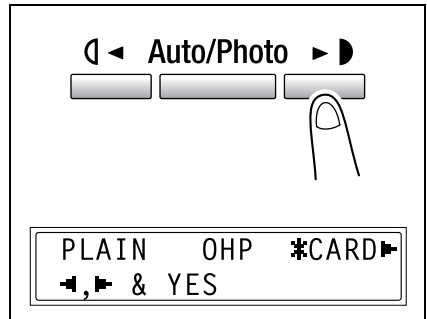 ◄ Auto/Photo ►
PLAIN OHP *CARD►
◄,► & YES